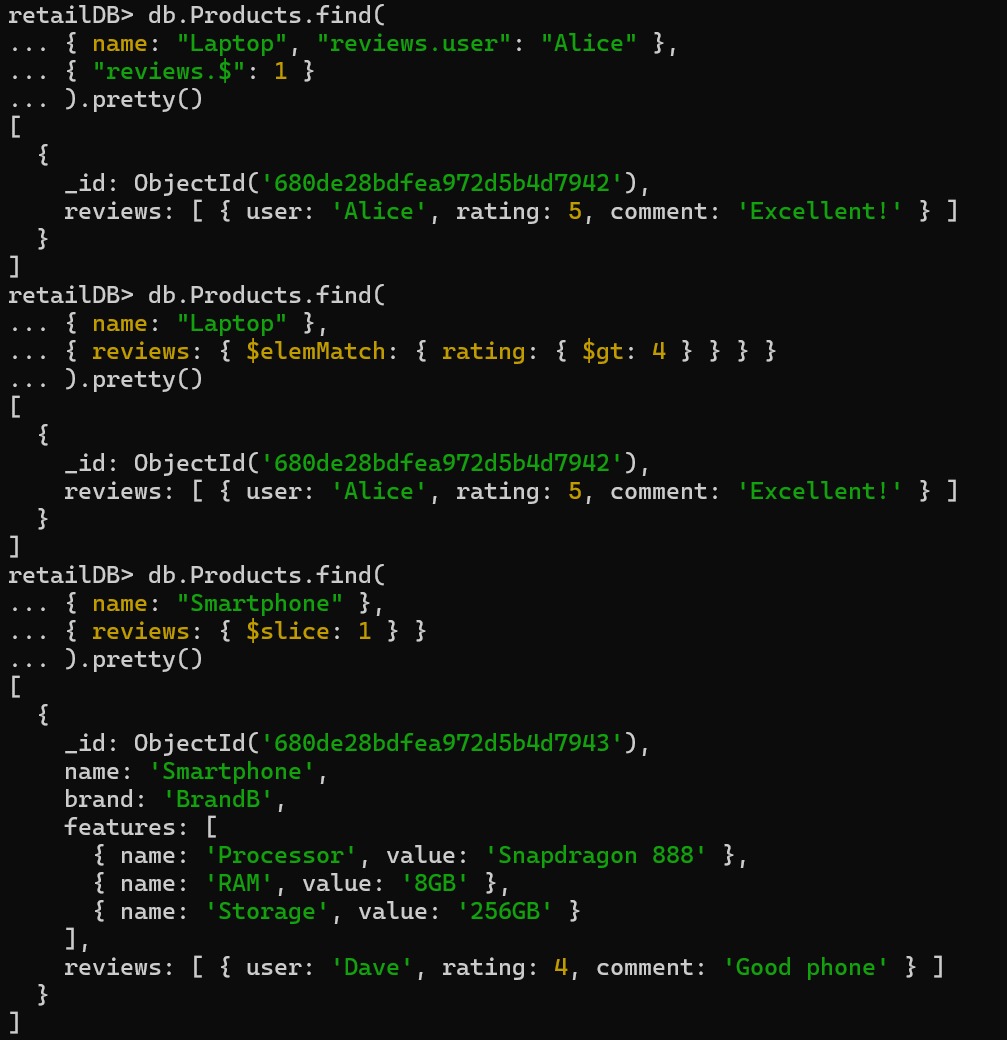 retailDB> db.Products.find(
... { name: "Laptop", "reviews.user": "Alice" },
... { "reviews.$": 1 }
... ).pretty()
[
  {
    _id: ObjectId('680de28bdfea972d5b4d7942'),
    reviews: [ { user: 'Alice', rating: 5, comment: 'Excellent!' } ]
  }
]
retailDB> db.Products.find(
... { name: "Laptop" },
... { reviews: { $elemMatch: { rating: { $gt: 4 } } } }
... ).pretty()
[
  {
    _id: ObjectId('680de28bdfea972d5b4d7942'),
    reviews: [ { user: 'Alice', rating: 5, comment: 'Excellent!' } ]
  }
]
retailDB> db.Products.find(
... { name: "Smartphone" },
... { reviews: { $slice: 1 } }
... ).pretty()
[
  {
    _id: ObjectId('680de28bdfea972d5b4d7943'),
    name: 'Smartphone',
    brand: 'BrandB',
    features: [
      { name: 'Processor', value: 'Snapdragon 888' },
      { name: 'RAM', value: '8GB' },
      { name: 'Storage', value: '256GB' }
    ],
    reviews: [ { user: 'Dave', rating: 4, comment: 'Good phone' } ]
  }
]